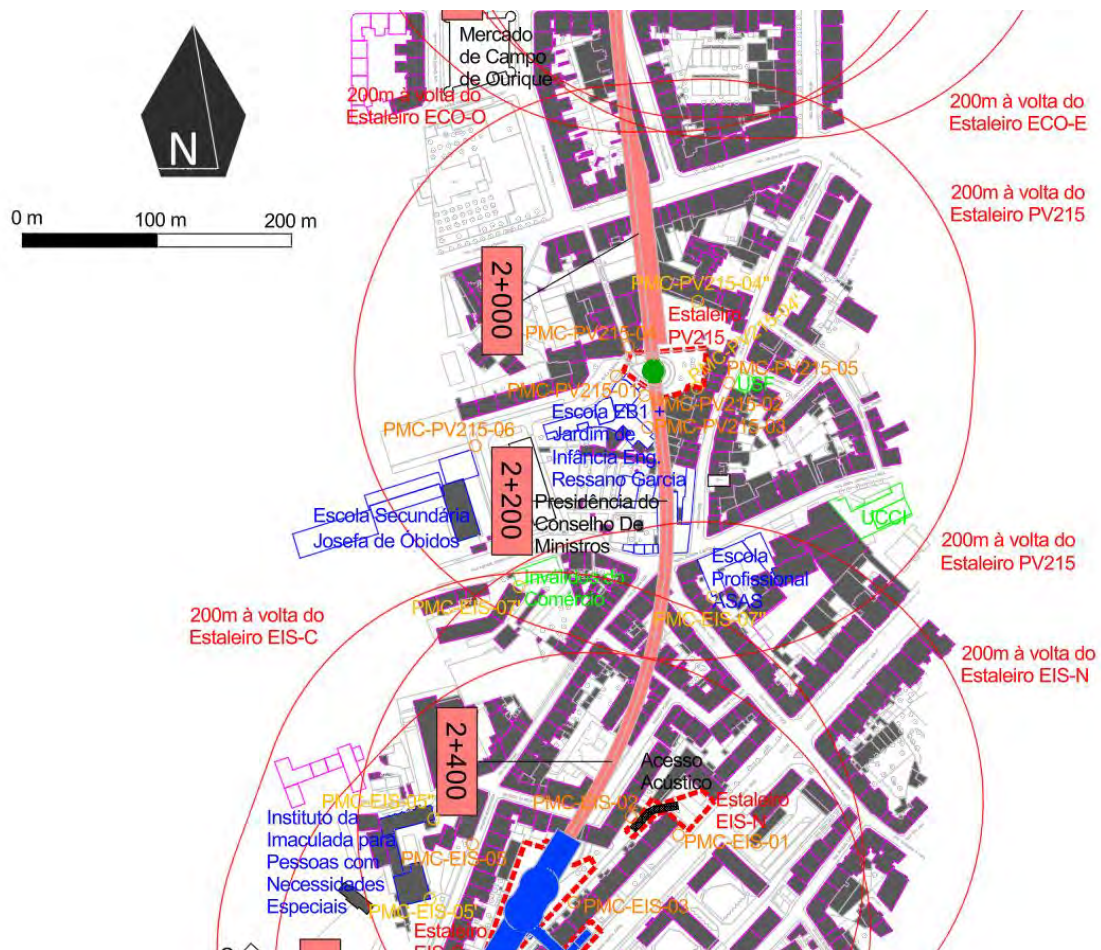 Mercado
de Campo
de Ourique
200m à volta do
Estaleiro ECO-O
200m à volta do
Estaleiro ECO-E
N
0 m 100 m 200 m
200m à volta do
Estaleiro PV215
2+000
PMC-PV215-04"
Estaleiro
PV215
PMC-PV215-04
PMC-PV215-04'
PMC-PV215-05
USF
PMC-PV215-01
PMC-PV215-02
PMC-PV215-03
Escola EB1 +
Jardim de
Infância Eng.
Ressano Garcia
PMC-PV215-06
2+200
Presidência do
Conselho De
Ministros
Escola Secundária
Josefa de Óbidos
UCCI
200m à volta do
Estaleiro PV215
Escola
Profissional
ASAS
Inválidos do
Comércio
PMC-EIS-07'
PMC-EIS-07"
200m à volta do
Estaleiro EIS-C
200m à volta do
Estaleiro EIS-N
2+400
Acesso
Acústico
PMC-EIS-05"
PMC-EIS-02
Estaleiro
EIS-N
PMC-EIS-01
Instituto da
Imaculada para
Pessoas com
Necessidades
Especiais
PMC-EIS-05
PMC-EIS-05'
PMC-EIS-03
Estaleiro